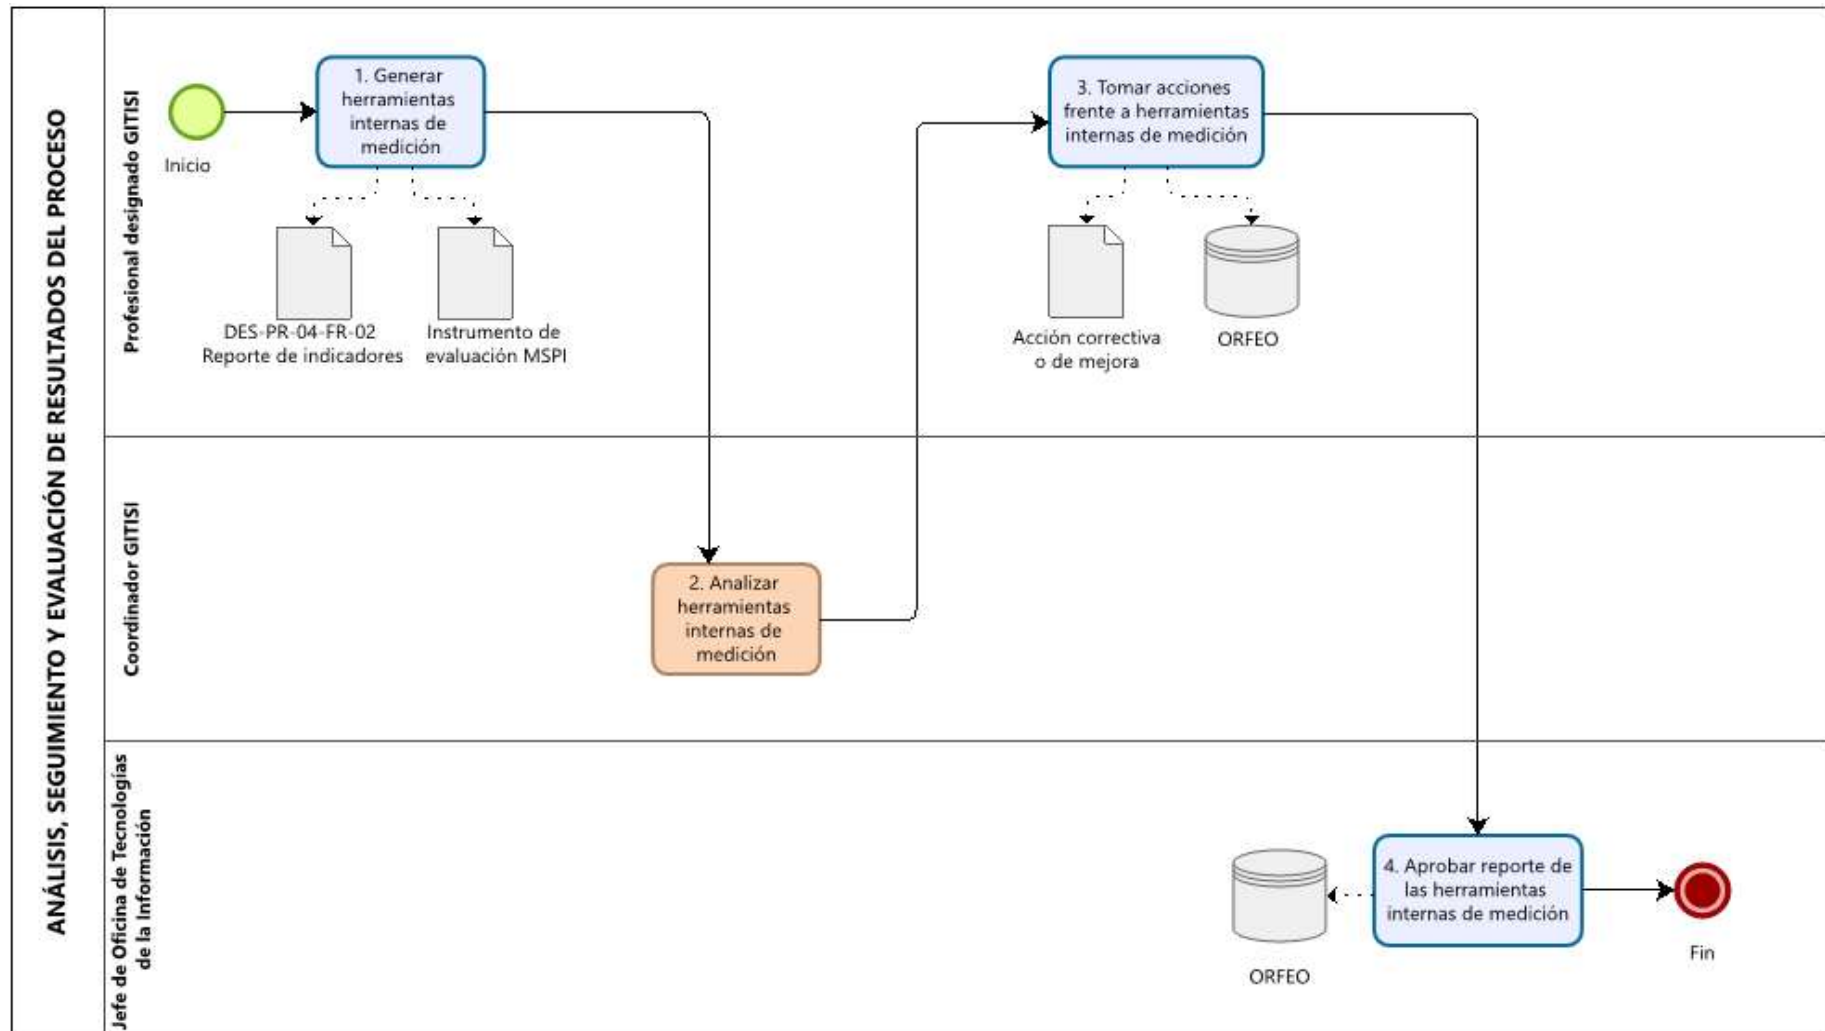 ANÁLISIS, SEGUIMIENTO Y EVALUACIÓN DE RESULTADOS DEL PROCESO
Profesional designado GITISI
Inicio
1. Generar
herramientas
internas de
medición
DES-PR-04-FR-02
Reporte de indicadores
Instrumento de
evaluación MSPI
3. Tomar acciones
frente a herramientas
internas de medición
Acción correctiva
o de mejora
ORFEO
Coordinador GITISI
2. Analizar
herramientas
internas de
medición
Jefe de Oficina de Tecnologías
de la Información
ORFEO
4. Aprobar reporte de
las herramientas
internas de medición
Fin